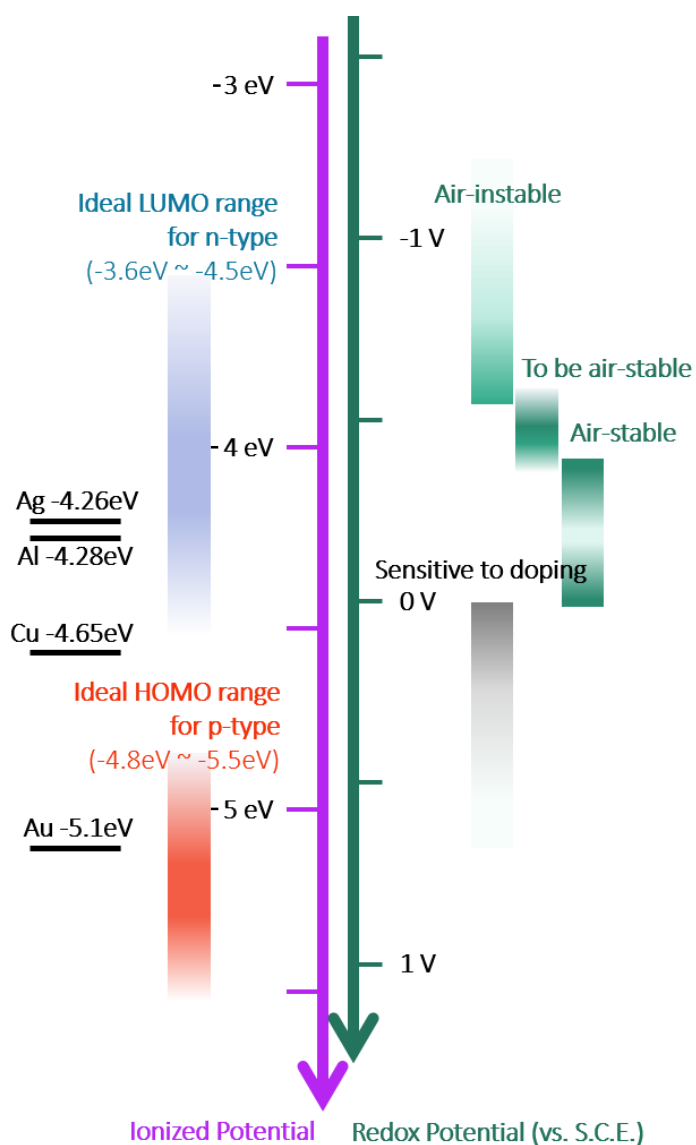 -3 eV
Ideal LUMO range
for n-type
(-3.6eV ~ -4.5eV)
Air-instable
-1 V
To be air-stable
Air-stable
-4 eV
Ag -4.26eV
Al -4.28eV
Sensitive to doping
0 V
Cu -4.65eV
Ideal HOMO range
for p-type
(-4.8eV ~ -5.5eV)
-5 eV
Au -5.1eV
1 V
Ionized Potential
Redox Potential (vs. S.C.E.)